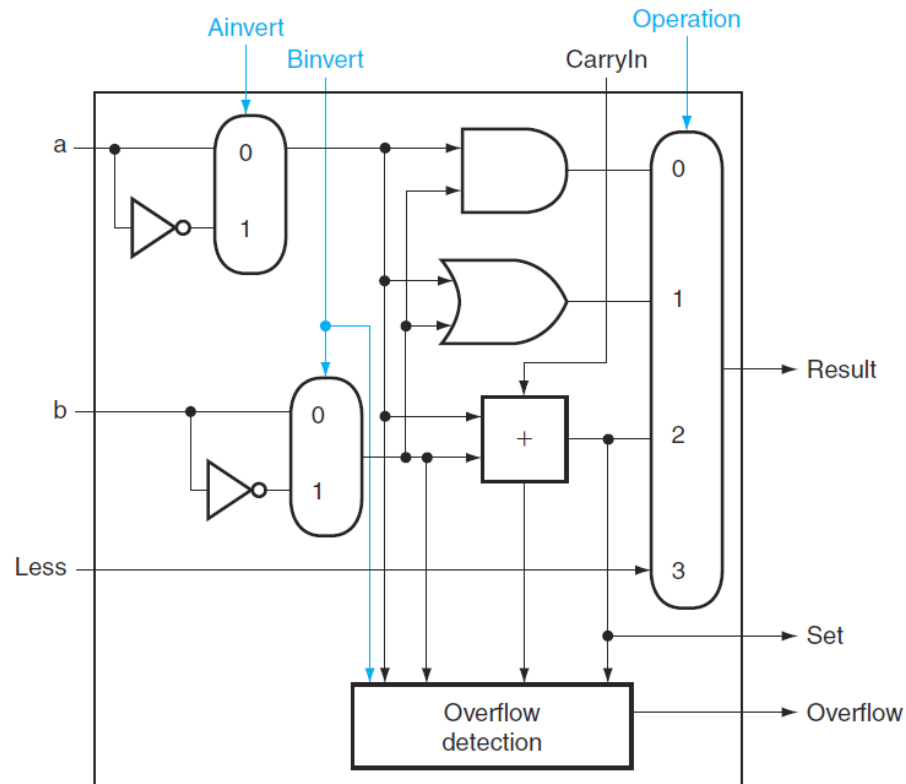 Operation
Ainvert
Binvert
CarryIn
a
0
1
0
1
Result
b
0
1
+
2
Less
3
Set
Overflow
detection
Overflow